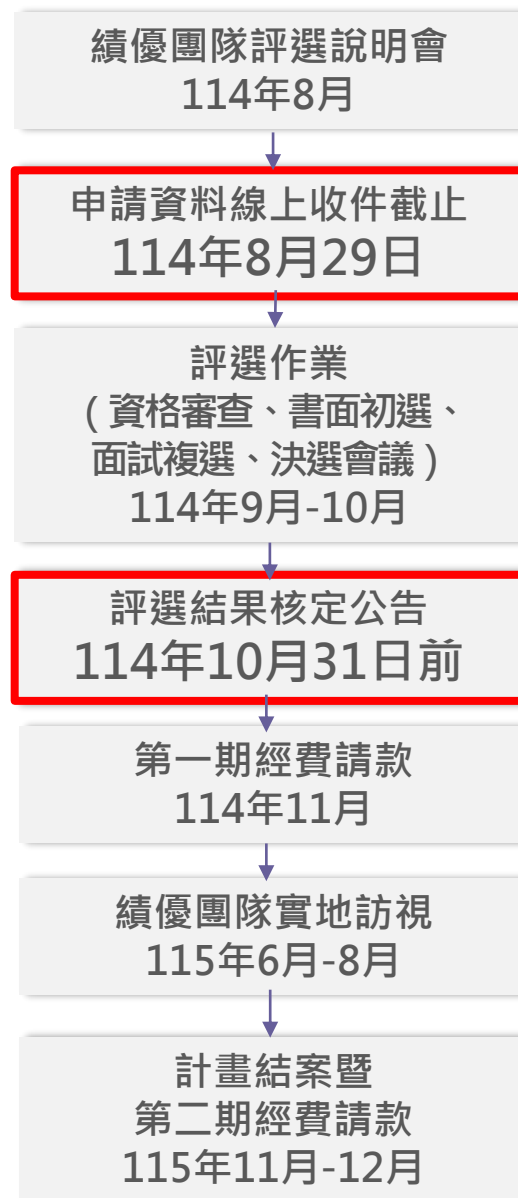 績優團隊評選說明會
114年8月
申請資料線上收件截止
114年8月29日
評選作業
(資格審查、書面初選、
面試複選、決選會議)
114年9月-10月
評選結果核定公告
114年10月31日前
第一期經費請款
114年11月
績優團隊實地訪視
115年6月-8月
計畫結案暨
第二期經費請款
115年11月-12月